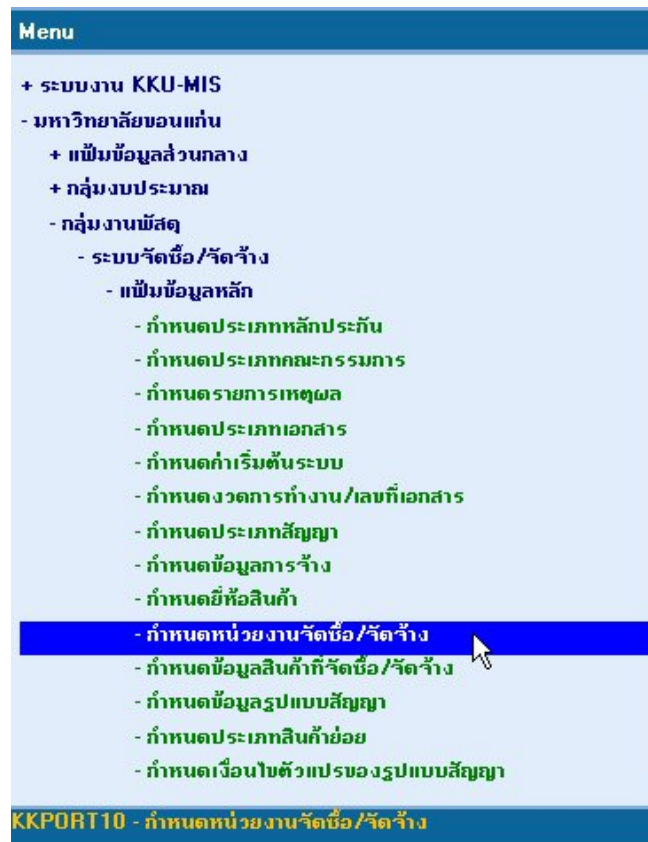 Menu
+ ระบบงาน KKU-MIS
- มหาวิทยาลัยขอนแก่น
+ แฟ้มข้อมูลส่วนกลาง
+ กลุ่มงบประมาณ
- กลุ่มงานพัสดุ
- ระบบจัดซื้อ/จัดจ้าง
- แฟ้มข้อมูลหลัก
- กำหนดประเภทหลักประกัน
- กำหนดประเภทคณะกรรมการ
- กำหนดรายการเหตุผล
- กำหนดประเภทเอกสาร
- กำหนดค่าเริ่มต้นระบบ
- กำหนดงวดการทำงาน/เลขที่เอกสาร
- กำหนดประเภทสัญญา
- กำหนดข้อมูลการจ้าง
- กำหนดยี่ห้อสินค้า
- กำหนดหน่วยงานจัดซื้อ/จัดจ้าง
- กำหนดข้อมูลสินค้าที่จัดซื้อ/จัดจ้าง
- กำหนดข้อมูลรูปแบบสัญญา
- กำหนดประเภทสินค้าย่อย
- กำหนดเงื่อนไขตัวแปรของรูปแบบสัญญา
KKPORT10 - กำหนดหน่วยงานจัดซื้อ/จัดจ้าง